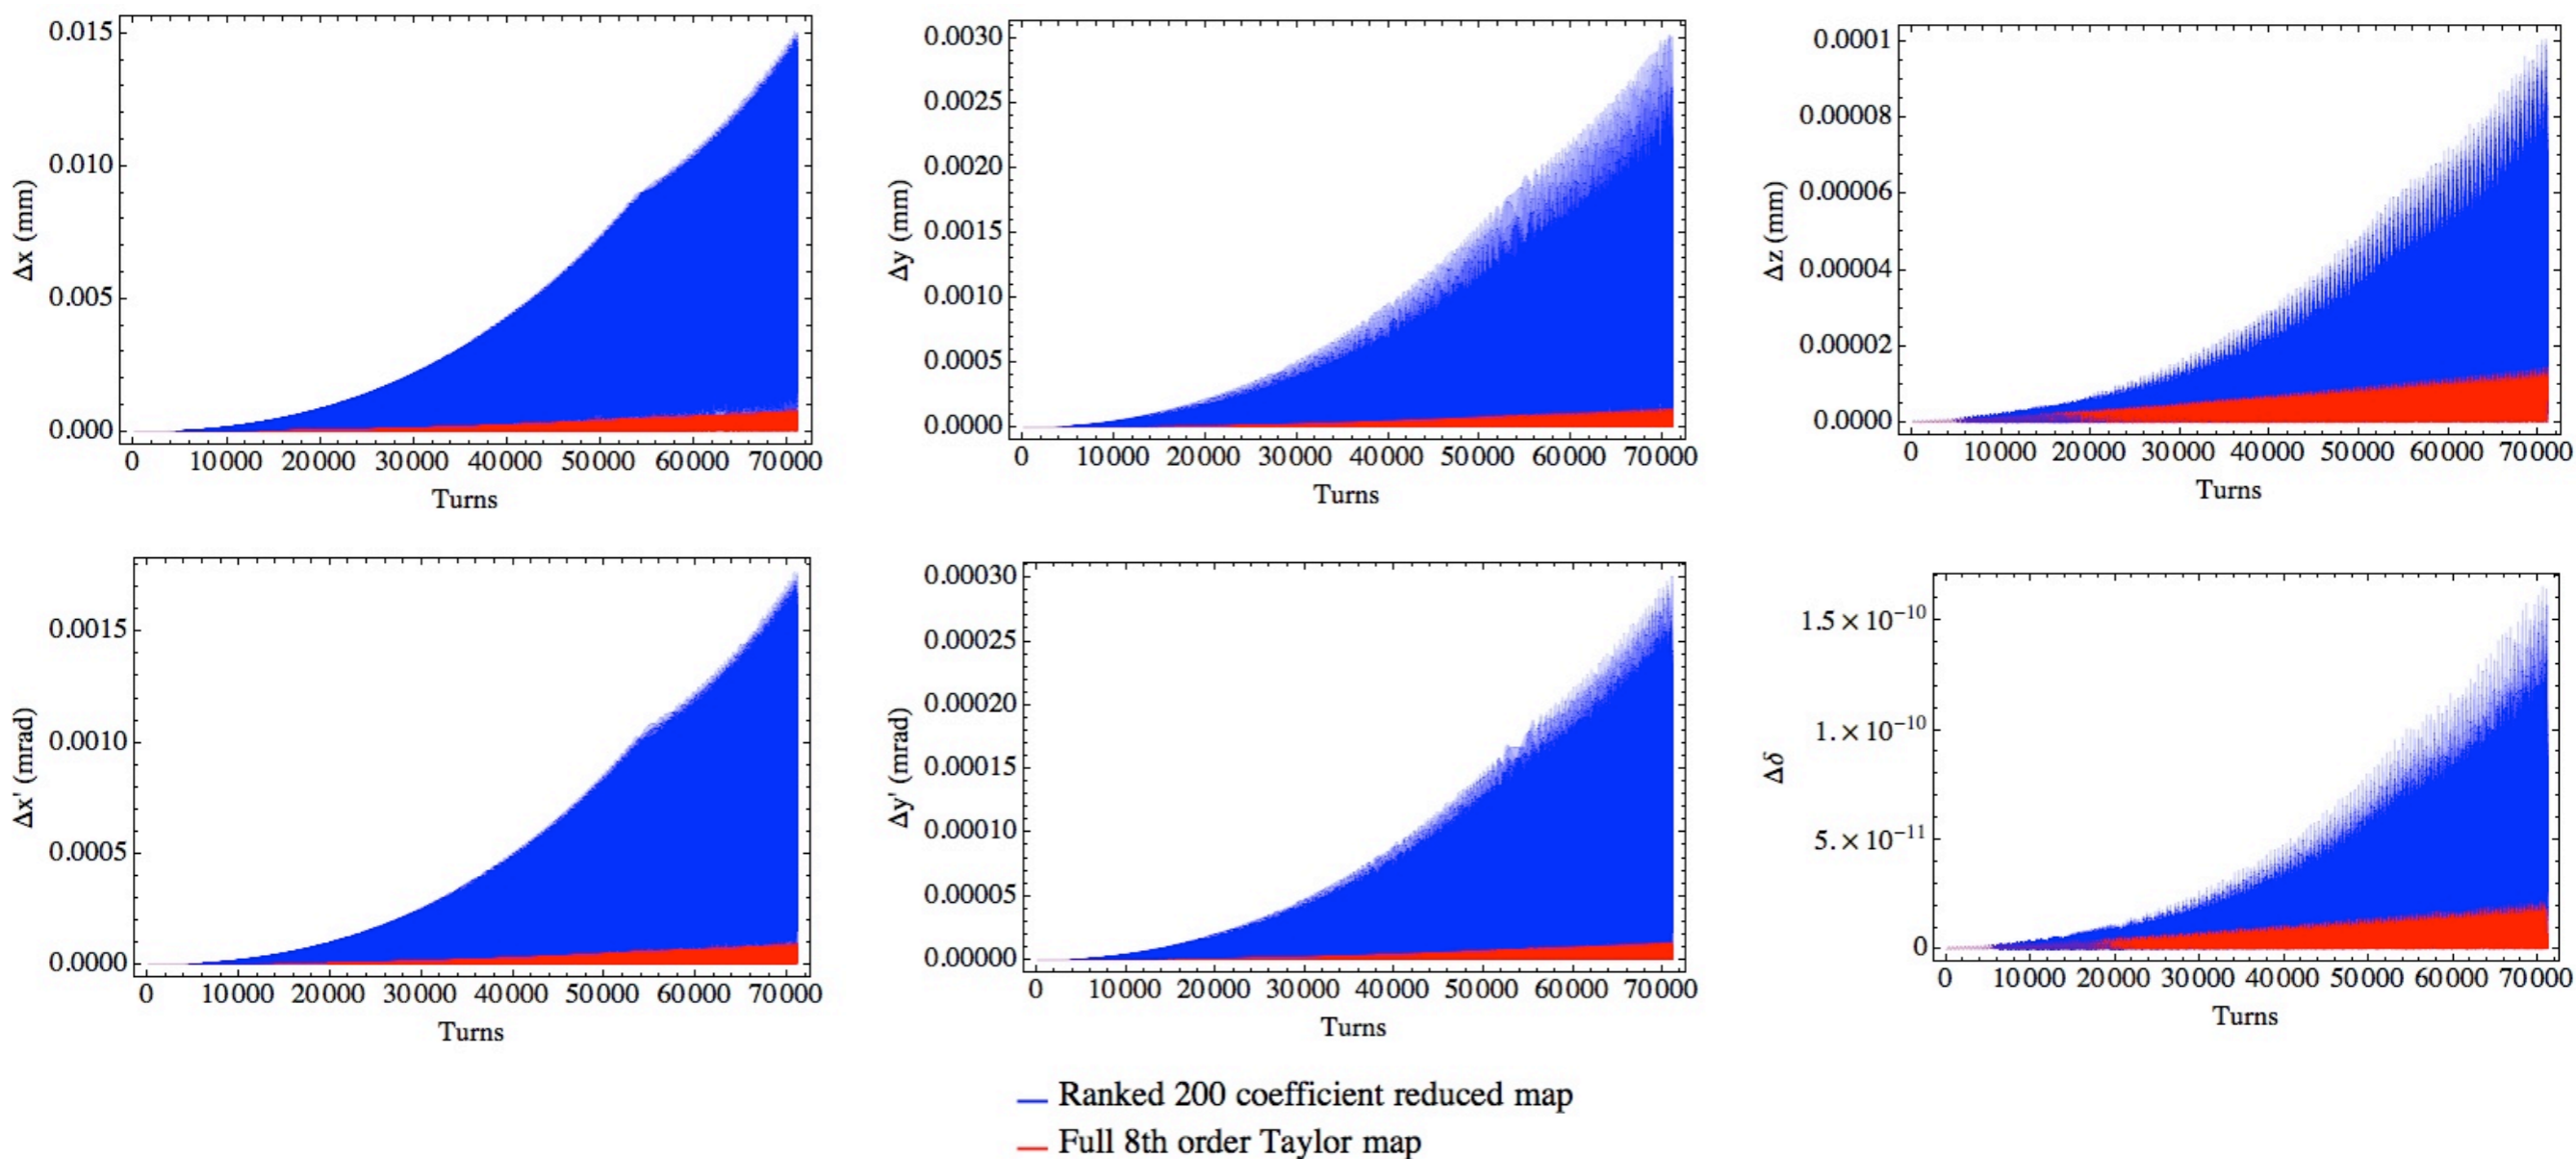 0.015
0.010
0.005
0.000
Δx (mm)
0 10000 20000 30000 40000 50000 60000 70000
Turns
0.0030
0.0025
0.0020
0.0015
0.0010
0.0005
0.0000
Δy (mm)
0 10000 20000 30000 40000 50000 60000 70000
Turns
0.0001
0.00008
0.00006
0.00004
0.00002
0.0000
Δz (mm)
0 10000 20000 30000 40000 50000 60000 70000
Turns
0.0015
0.0010
0.0005
0.0000
Δx' (mrad)
0 10000 20000 30000 40000 50000 60000 70000
Turns
0.00030
0.00025
0.00020
0.00015
0.00010
0.00005
0.00000
Δy' (mrad)
0 10000 20000 30000 40000 50000 60000 70000
Turns
1.5×10⁻¹⁰
1.×10⁻¹⁰
5.×10⁻¹¹
0
Δδ
0 10000 20000 30000 40000 50000 60000 70000
Turns
Ranked 200 coefficient reduced map
Full 8th order Taylor map